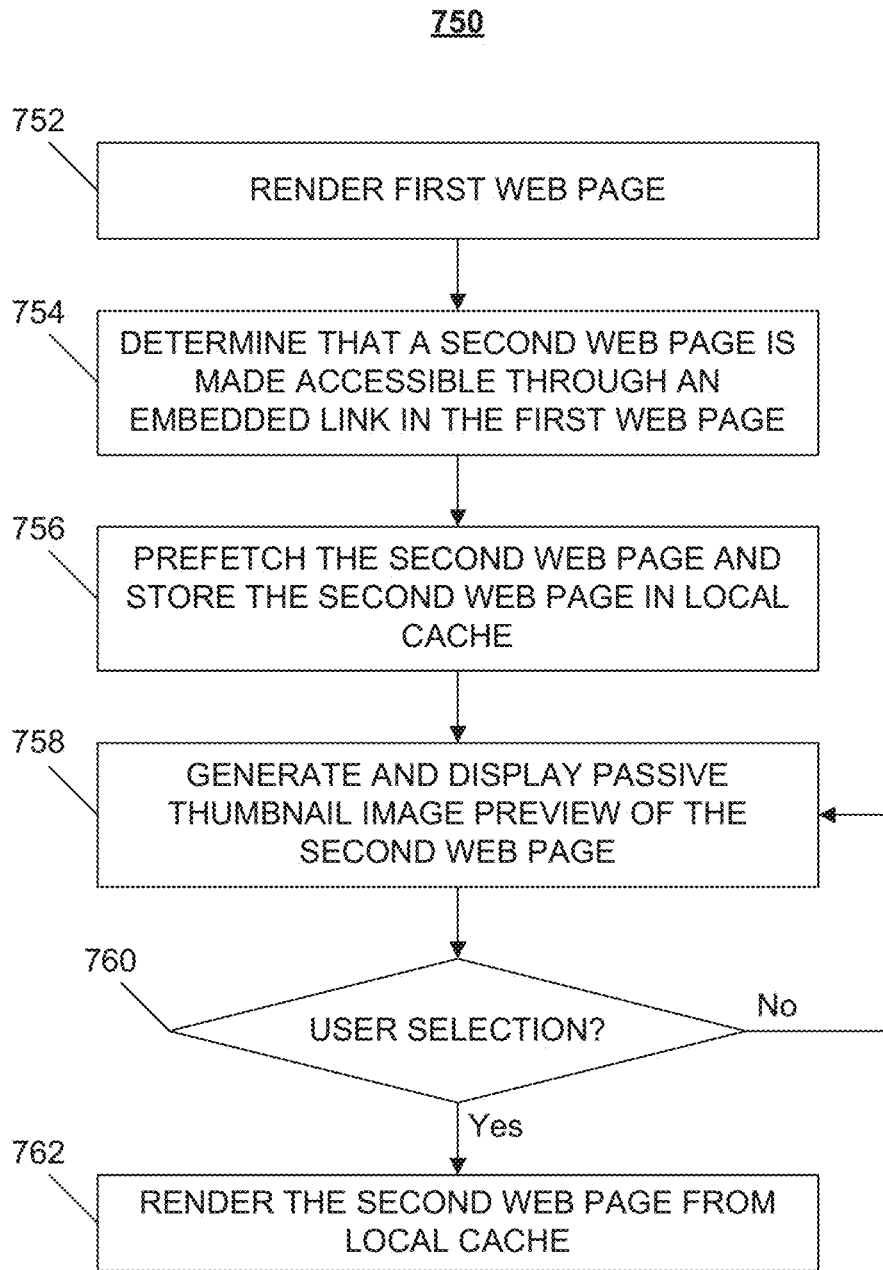 750
752
RENDER FIRST WEB PAGE
754
DETERMINE THAT A SECOND WEB PAGE IS
MADE ACCESSIBLE THROUGH AN
EMBEDDED LINK IN THE FIRST WEB PAGE
756
PREFETCH THE SECOND WEB PAGE AND
STORE THE SECOND WEB PAGE IN LOCAL
CACHE
758
GENERATE AND DISPLAY PASSIVE
THUMBNAIL IMAGE PREVIEW OF THE
SECOND WEB PAGE
760
USER SELECTION?
No
Yes
762
RENDER THE SECOND WEB PAGE FROM
LOCAL CACHE